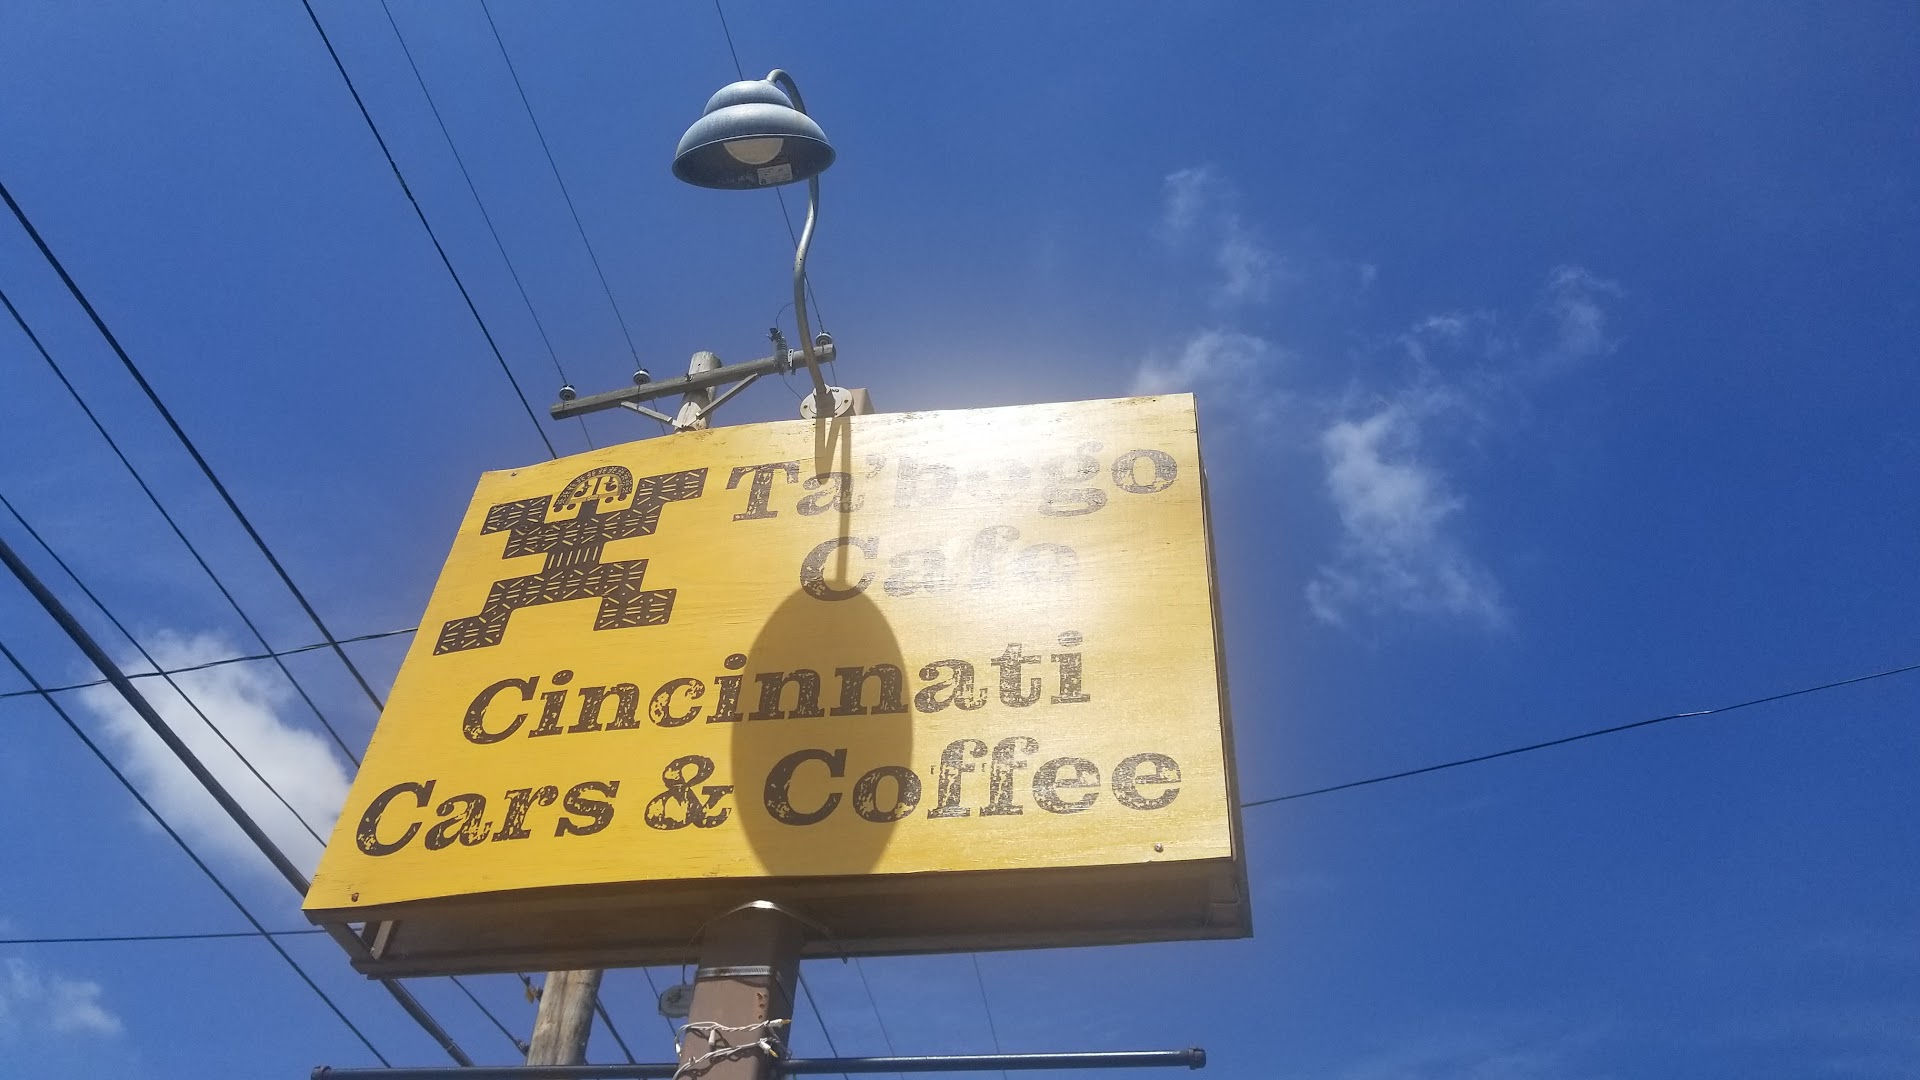 Ta'bogo
Cafe
Cincinnati
Cars & Coffee